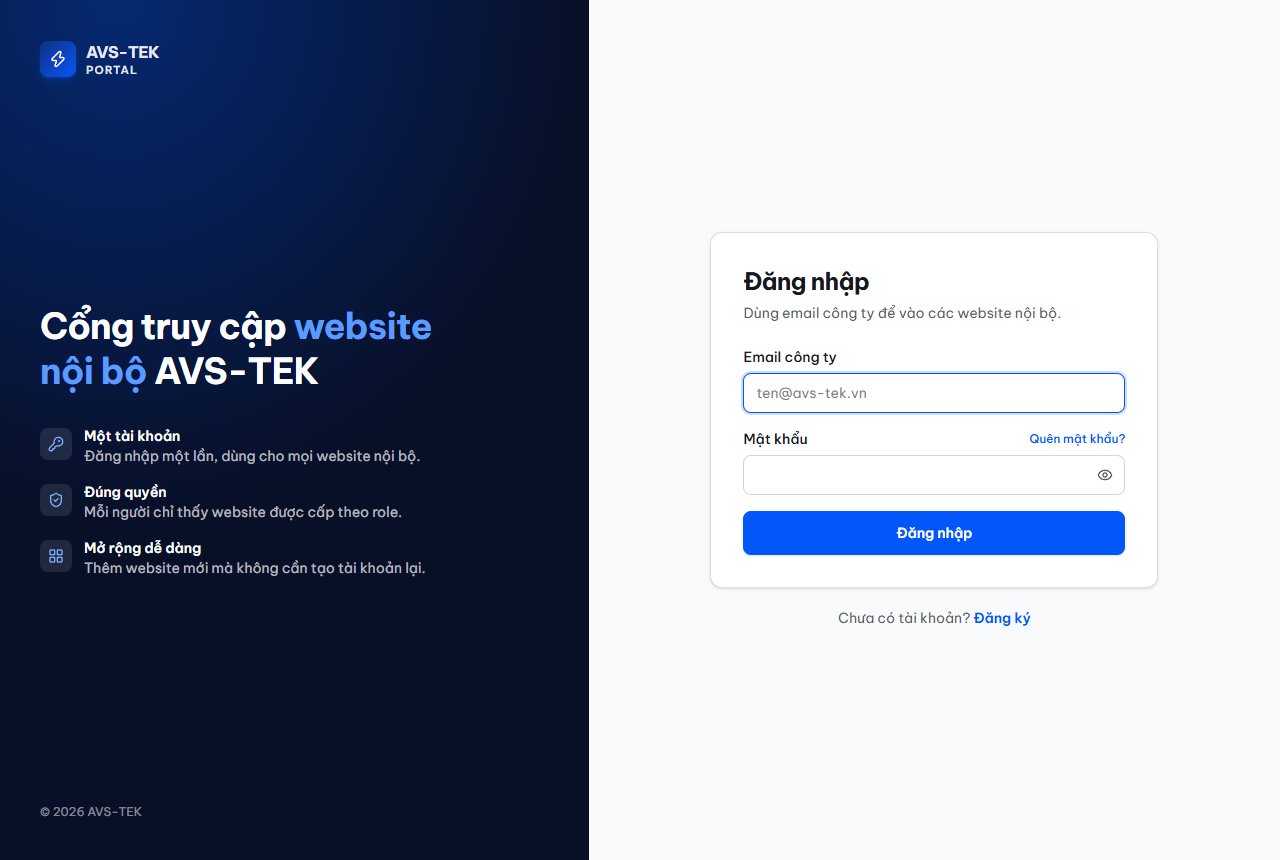 AVS-TEK
PORTAL
Cổng truy cập website
nội bộ AVS-TEK
Một tài khoản
Đăng nhập một lần, dùng cho mọi website nội bộ.
Đúng quyền
Mỗi người chỉ thấy website được cấp theo role.
Mở rộng dễ dàng
Thêm website mới mà không cần tạo tài khoản lại.
© 2026 AVS-TEK
Đăng nhập
Dùng email công ty để vào các website nội bộ.
Email công ty
ten@avs-tek.vn
Mật khẩu
Quên mật khẩu?
Đăng nhập
Chưa có tài khoản? Đăng ký